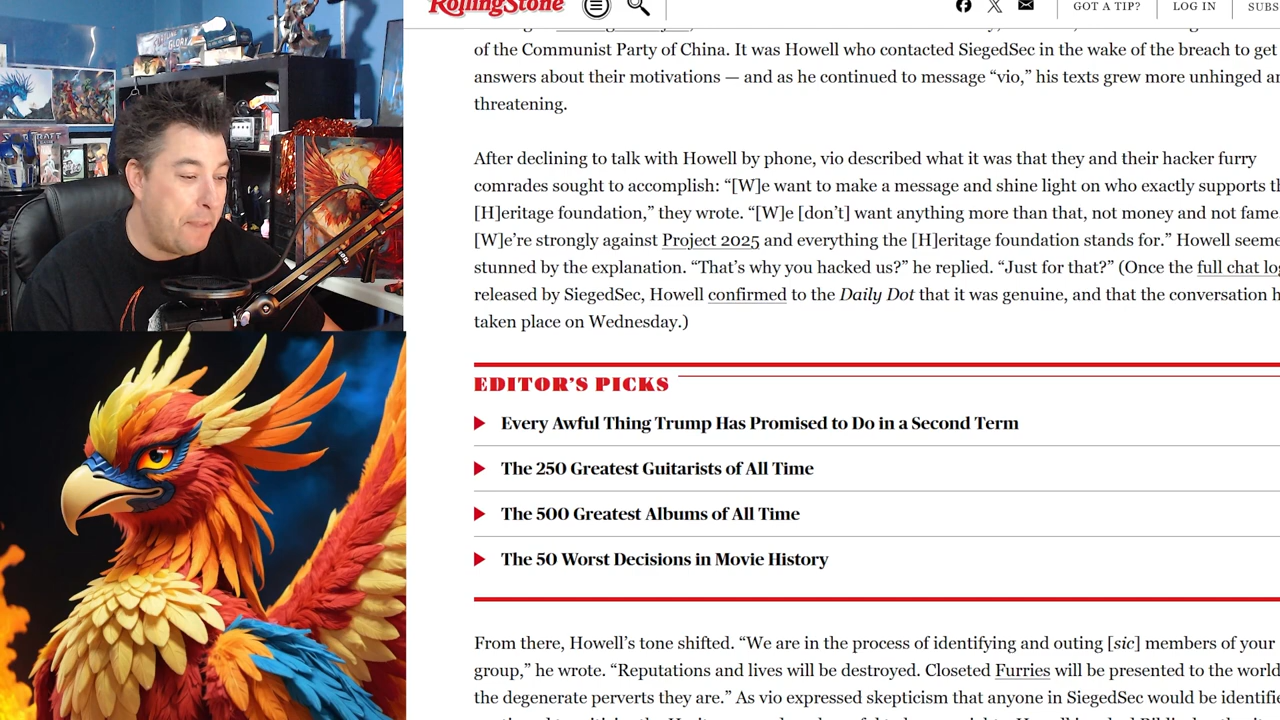 RollingStone
GOT A TIP?
LOG IN
SUBS
of the Communist Party of China. It was Howell who contacted SiegedSec in the wake of the breach to get
answers about their motivations — and as he continued to message “vio,” his texts grew more unhinged
threatening.
After declining to talk with Howell by phone, vio described what it was that they and their hacker furry
comrades sought to accomplish: “[W]e want to make a message and shine light on who exactly supports
[H]eritage foundation,” they wrote. “[W]e [don’t] want anything more than that, not money and not fame
[W]e’re strongly against Project 2025 and everything the [H]eritage foundation stands for.” Howell seeme
stunned by the explanation. “That’s why you hacked us?” he replied. “Just for that?” (Once the full chat
released by SiegedSec, Howell confirmed to the Daily Dot that it was genuine, and that the conversation
taken place on Wednesday.)
EDITOR’S PICKS
Every Awful Thing Trump Has Promised to Do in a Second Term
The 250 Greatest Guitarists of All Time
The 500 Greatest Albums of All Time
The 50 Worst Decisions in Movie History
From there, Howell’s tone shifted. “We are in the process of identifying and outing [sic] members of your
group,” he wrote. “Reputations and lives will be destroyed. Closeted Furries will be presented to the world
the degenerate perverts they are.” As vio expressed skepticism that anyone in SiegedSec would be identifie